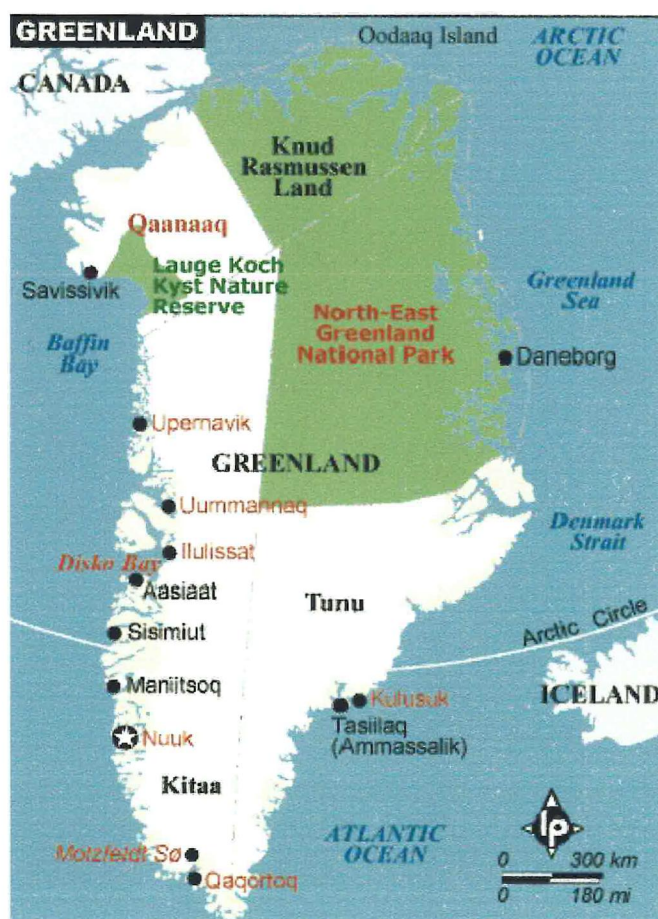 GREENLAND
Oodaaq Island
ARCTIC
OCEAN
CANADA
Knud
Rasmussen
Land
Qaanaaq
Lauge Koch
Kyst Nature
Reserve
Savissivik
Greenland
Sea
North-East
Greenland
National Park
Baffin
Bay
Daneborg
Upernavik
GREENLAND
Uummannaq
Denmark
Strait
Ilulissat
Disko Bay
Aasiaat
Tunu
Sisimiut
Arctic Circle
Maniitsoq
ICELAND
Kulusuk
Tasiilaq
(Ammassalik)
Nuuk
Kitaa
lp
ATLANTIC
OCEAN
Motzfeldt Sø
Qaqortoq
0 300 km
0 180 mi